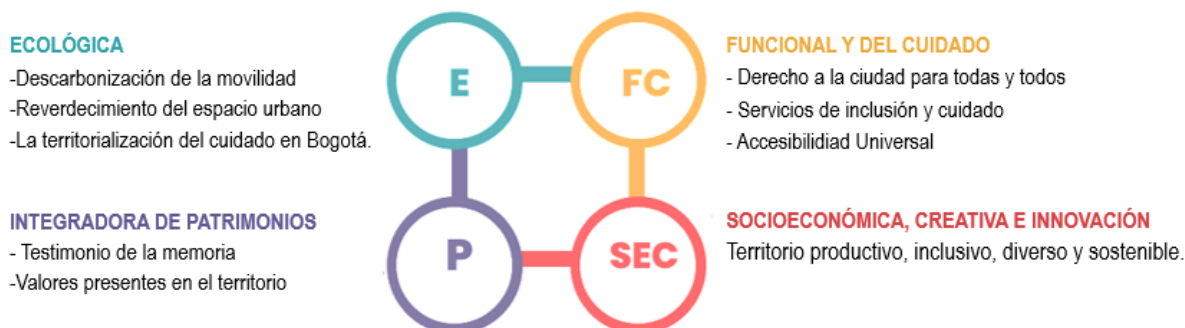 ECOLÓGICA
-Descarbonización de la movilidad
-Reverdecimiento del espacio urbano
-La territorialización del cuidado en Bogotá.
E
FC
FUNCIONAL Y DEL CUIDADO
- Derecho a la ciudad para todas y todos
- Servicios de inclusión y cuidado
- Accesibilidiad Universal
INTEGRADORA DE PATRIMONIOS
- Testimonio de la memoria
-Valores presentes en el territorio
P
SEC
SOCIOECONÓMICA, CREATIVA E INNOVACIÓN
Territorio productivo, inclusivo, diverso y sostenible.